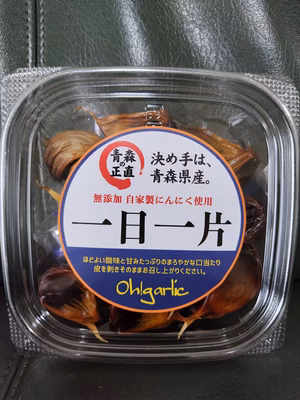 青森の正直
決め手は、
青森県産。
無添加 自家製にんにく使用
一日一片
ほどよい酸味と甘みたっぷりのまろやかな口当たり
皮を剥きそのままお召し上がりください。
Oh!garlic